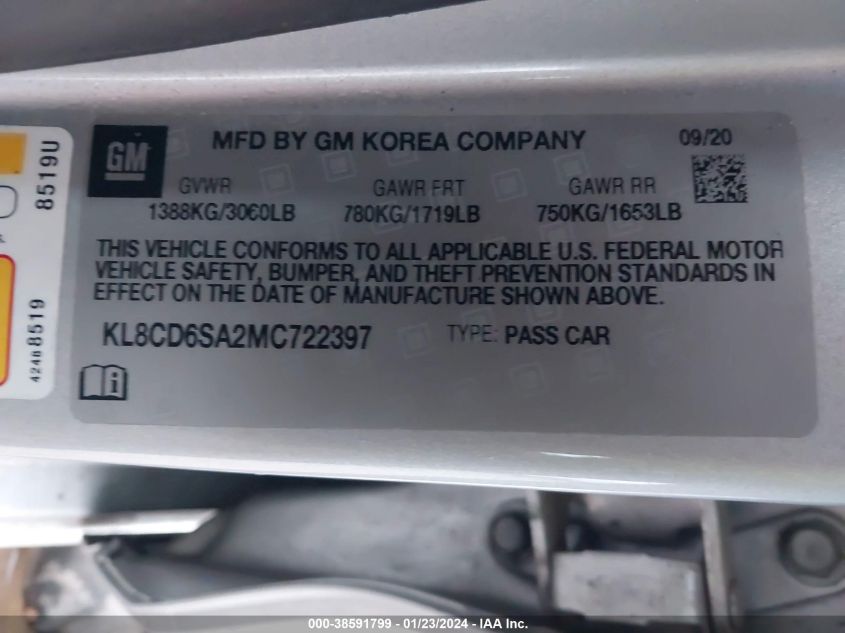 GM
MFD BY GM KOREA COMPANY
09/20
GVWR GAWR FRT GAWR RR
1388KG/3060LB 780KG/1719LB 750KG/1653LB
THIS VEHICLE CONFORMS TO ALL APPLICABLE U.S. FEDERAL MOTOR
VEHICLE SAFETY, BUMPER, AND THEFT PREVENTION STANDARDS IN
EFFECT ON THE DATE OF MANUFACTURE SHOWN ABOVE.
KL8CD6SA2MC722397 TYPE: PASS CAR
8519U
42488519
000-38591799 - 01/23/2024 - IAA Inc.